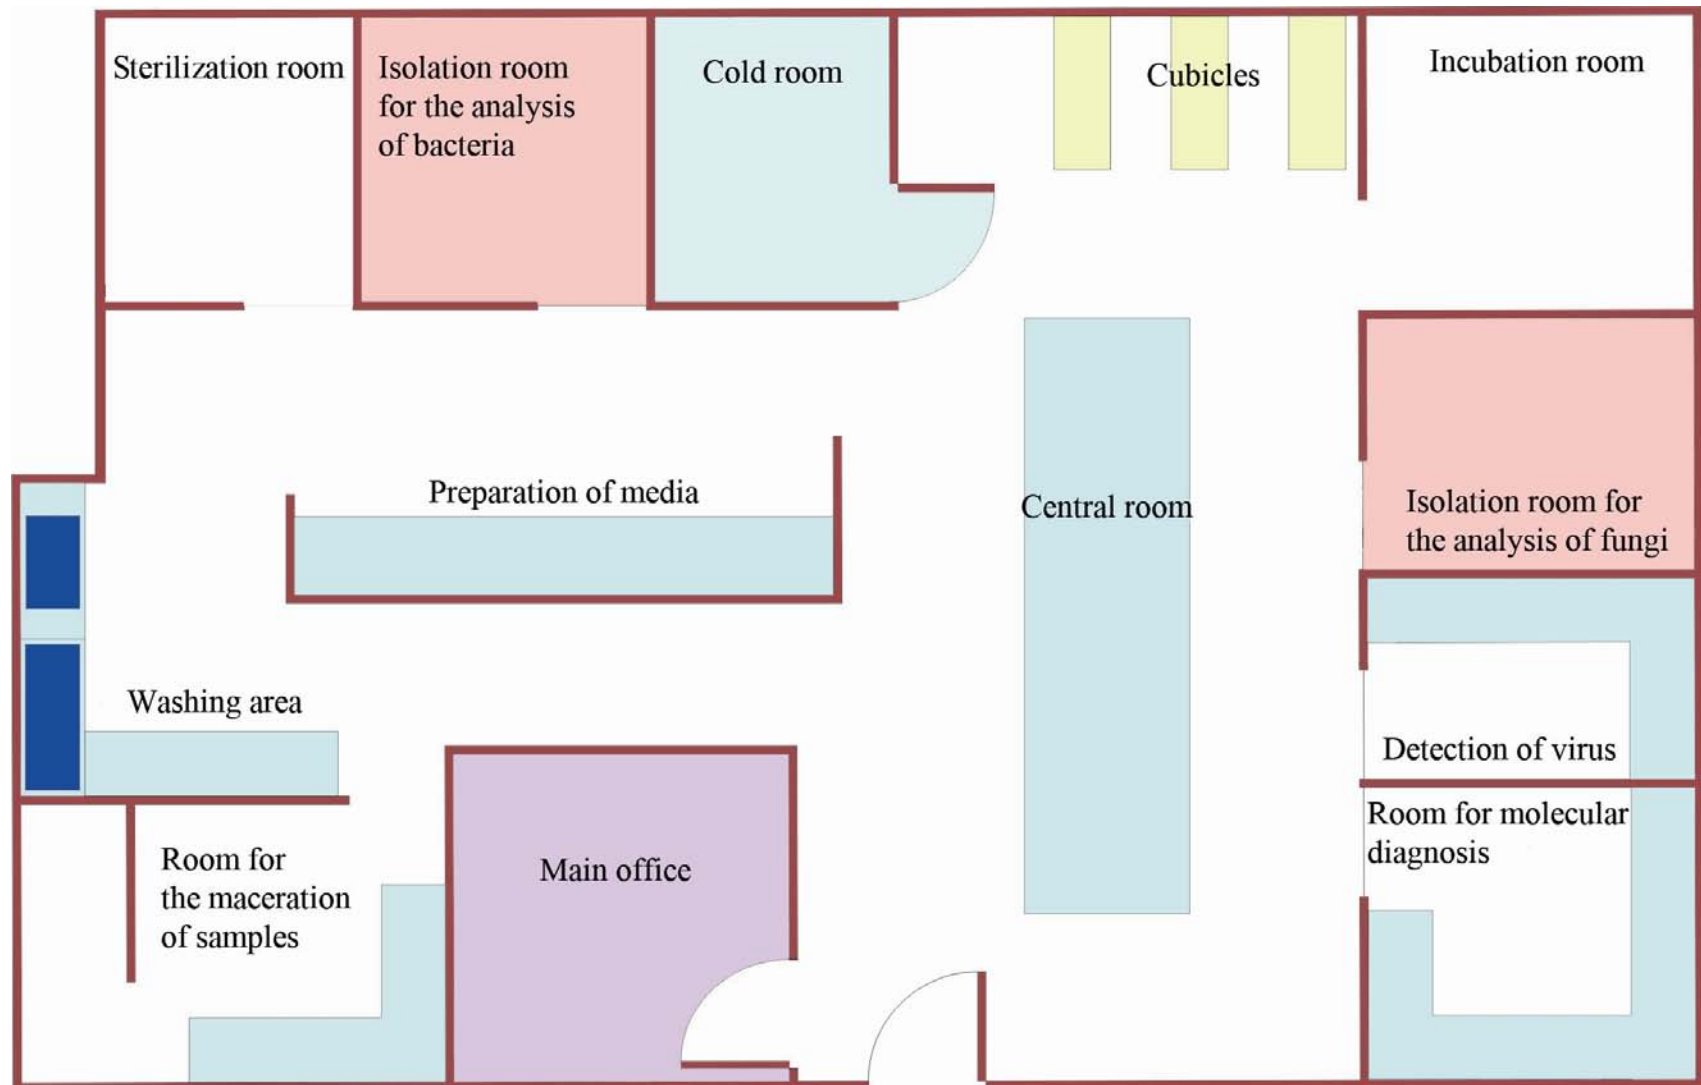 Sterilization room
Isolation room
for the analysis
of bacteria
Cold room
Cubicles
Incubation room
Preparation of media
Central room
Isolation room for
the analysis of fungi
Washing area
Detection of virus
Room for molecular
diagnosis
Room for
the maceration
of samples
Main office